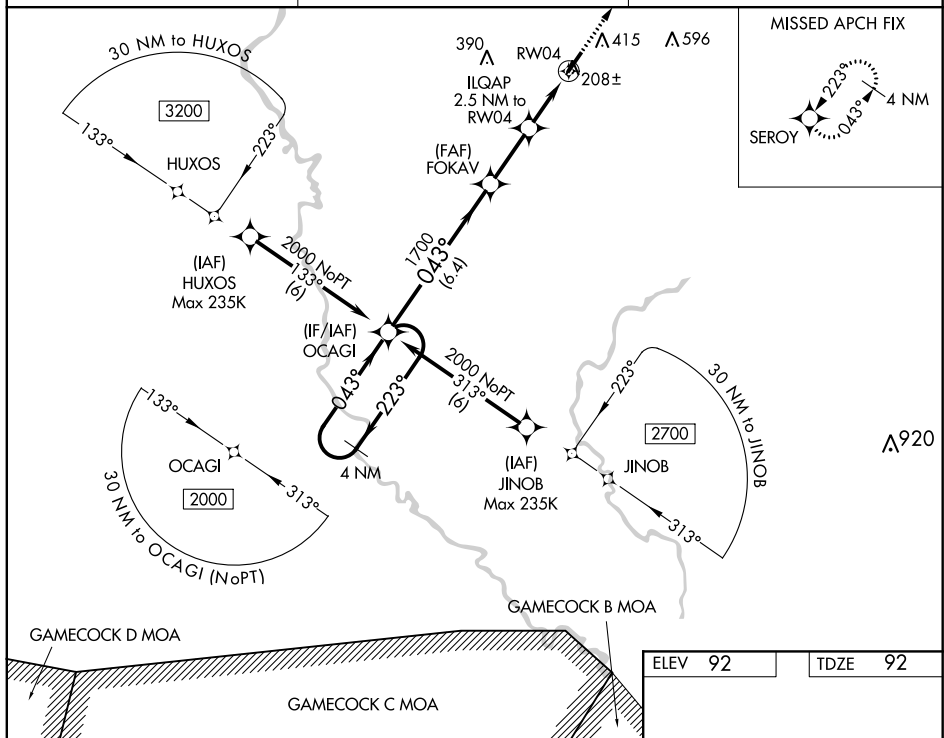 MISSED APCH FIX
223°
043°
4 NM
SEROY
30 NM to HUXOS
3200
133°
223°
HUXOS
390
RW04
415
596
208±
ILQAP
2.5 NM to
RW04
(FAF)
FOKAV
1700
043°
(6.4)
(IAF)
HUXOS
Max 235K
2000 NoPT
133°
(6)
(IF/IAF)
OCAGI
043°
223°
4 NM
2000 NoPT
313°
(6)
(IAF)
JINOB
Max 235K
223°
30 NM to JINOB
2700
JINOB
313°
920
133°
OCAGI
2000
313°
30 NM to OCAGI (NoPT)
GAMECOCK D MOA
GAMECOCK B MOA
GAMECOCK C MOA
ELEV 92
TDZE 92